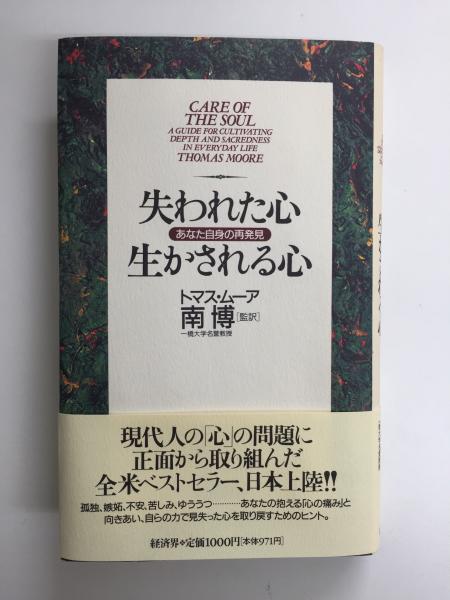 CARE OF
THE SOUL
A GUIDE FOR CULTIVATING
DEPTH AND SACREDNESS
IN EVERYDAY LIFE
THOMAS MOORE
失われた心
あなた自身の再発見
生かされる心
トマス・ムーア
南 博[監訳]
一橋大学名誉教授
現代人の「心」の問題に
正面から取り組んだ
全米ベストセラー、日本上陸!!
孤独、嫉妬、不安、苦しみ、ゆううつ…………あなたの抱える「心の痛み」と
向きあい、自らの力で見失った心を取り戻すためのヒント。
経済界❖定価1000円[本体971円]